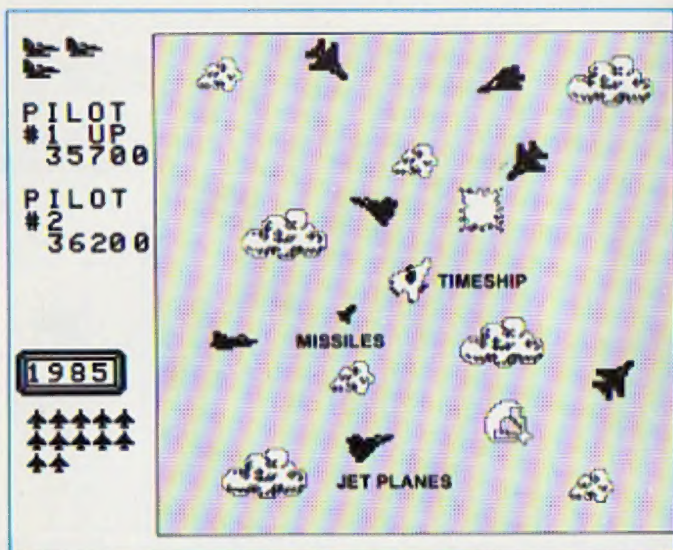 PILOT
#1 UP
35700
PILOT
#2
36200
TIMESHIP
MISSILES
1985
JET PLANES